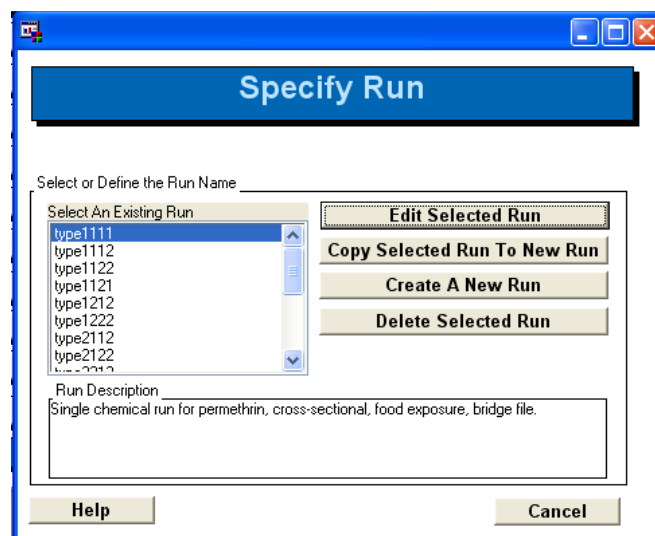 Specify Run
Select or Define the Run Name
Select An Existing Run
type1111
type1112
type1122
type1121
type1212
type1222
type2112
type2122
Edit Selected Run
Copy Selected Run To New Run
Create A New Run
Delete Selected Run
Run Description
Single chemical run for permethrin, cross-sectional, food exposure, bridge file.
Help
Cancel